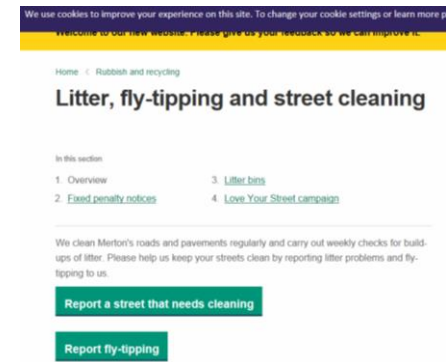 We use cookies to improve your experience on this site. To change your cookie settings or learn more p
Welcome to our new website. Please give us your feedback so we can improve it.
Home < Rubbish and recycling
Litter, fly-tipping and street cleaning
In this section
1. Overview
2. Fixed penalty notices
3. Litter bins
4. Love Your Street campaign
We clean Merton's roads and pavements regularly and carry out weekly checks for build-
ups of litter. Please help us keep your streets clean by reporting litter problems and fly-
tipping to us.
Report a street that needs cleaning
Report fly-tipping